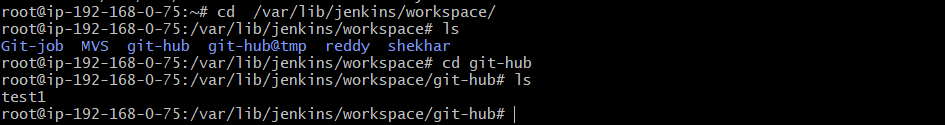 root@ip-192-168-0-75:~# cd  /var/lib/jenkins/workspace/
root@ip-192-168-0-75:/var/lib/jenkins/workspace# ls
Git-job  MVS  git-hub  git-hub@tmp  reddy  shekhar
root@ip-192-168-0-75:/var/lib/jenkins/workspace# cd git-hub
root@ip-192-168-0-75:/var/lib/jenkins/workspace/git-hub# ls
test1
root@ip-192-168-0-75:/var/lib/jenkins/workspace/git-hub#